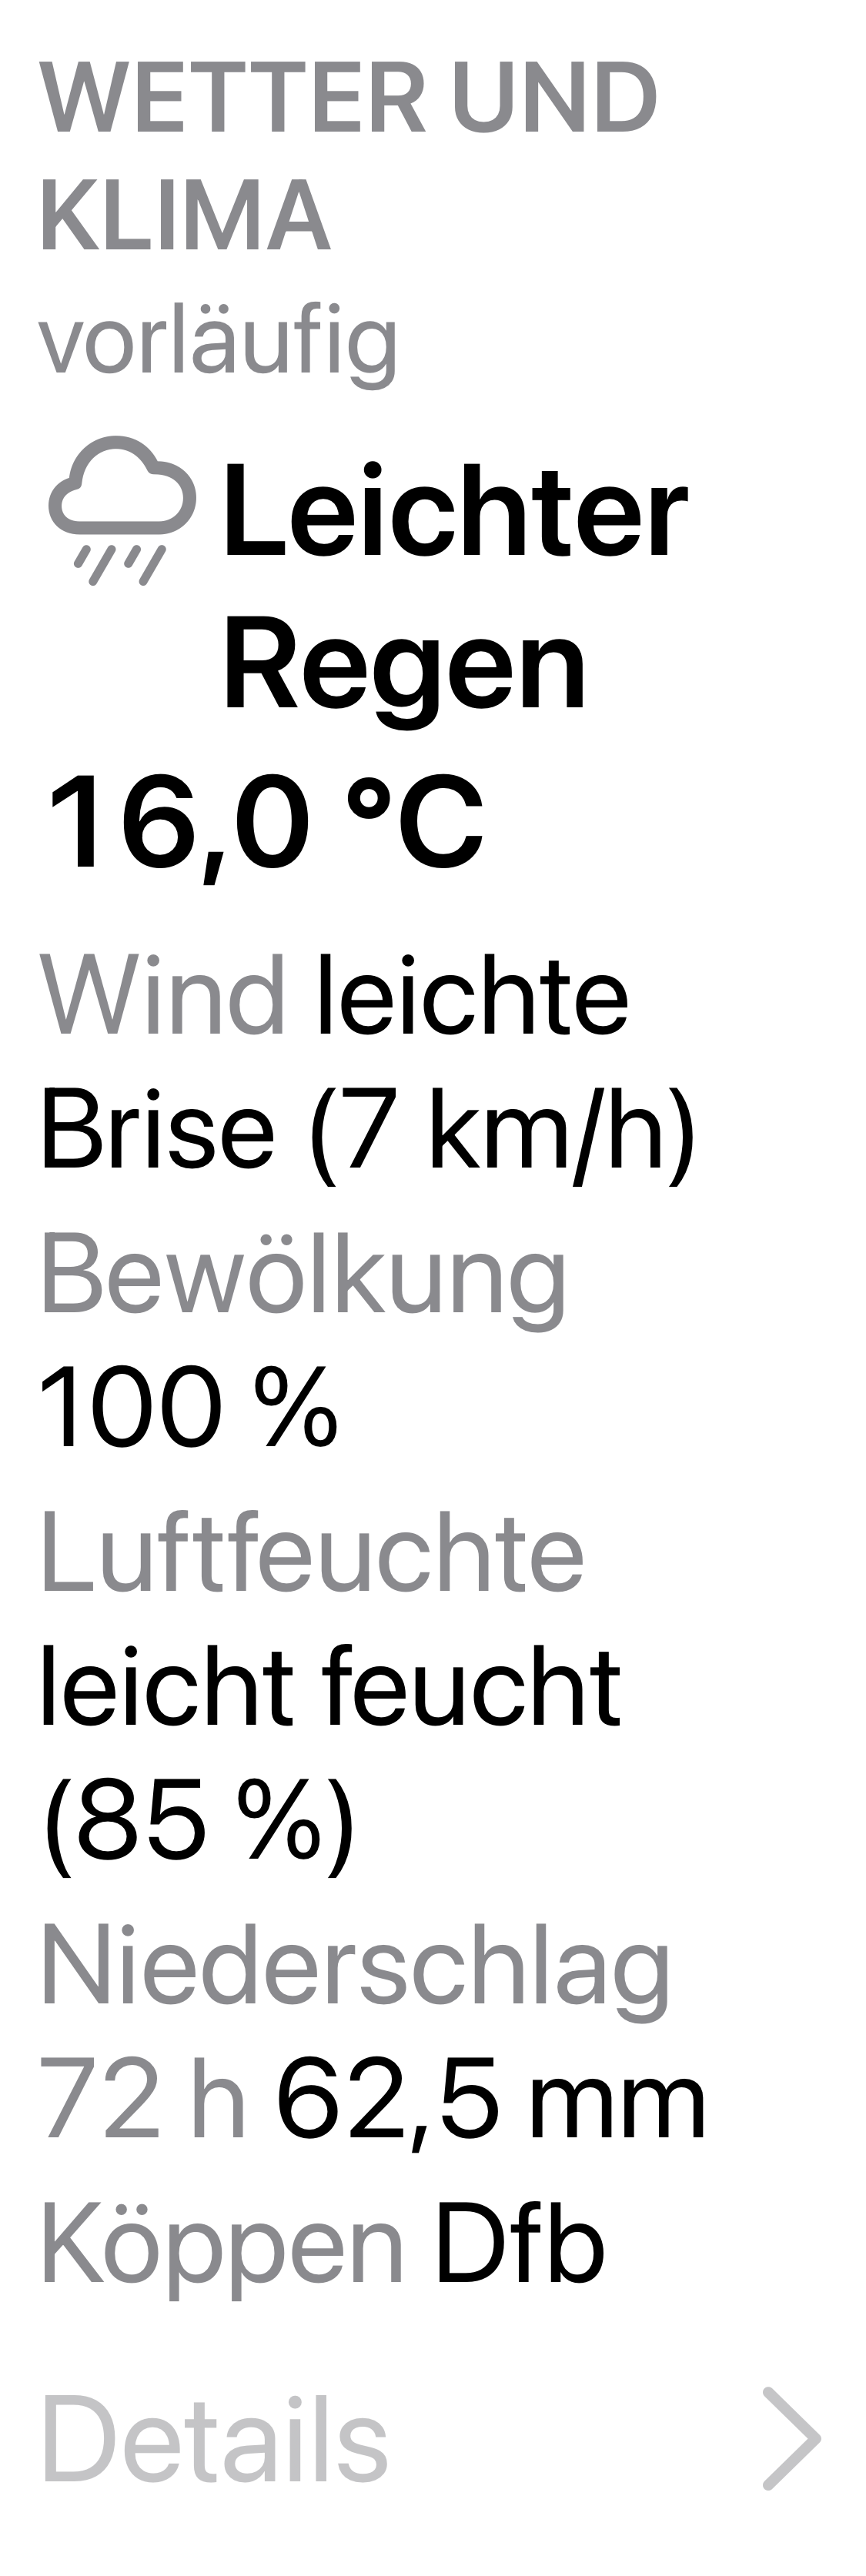 WETTER UND
KLIMA
vorläufig
Leichter
Regen
16,0 °C
Wind leichte
Brise (7 km/h)
Bewölkung
100 %
Luftfeuchte
leicht feucht
(85 %)
Niederschlag
72 h 62,5 mm
Köppen Dfb
Details